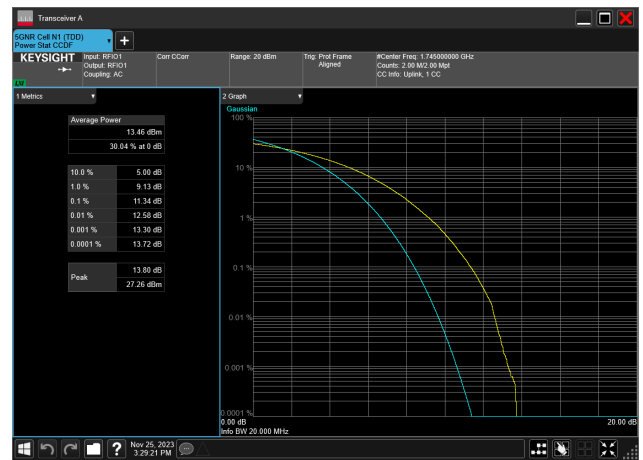 Transceiver A
5GNR Cell N1 (TDD)
Power Stat CCDF
KEYSIGHT
LVI
Input: RFIO1
Output: RFIO1
Coupling: AC
Corr CCorr
Range: 20 dBm
Trig: Prot Frame
Aligned
#Center Freq: 1.745000000 GHz
Counts: 2.00 M/2.00 Mpt
CC Info: Uplink, 1 CC
1 Metrics
2 Graph
Average Power
13.46 dBm
30.04 % at 0 dB
10.0 % 5.00 dB
1.0 % 9.13 dB
0.1 % 11.34 dB
0.01 % 12.58 dB
0.001 % 13.30 dB
0.0001 % 13.72 dB
Peak
13.80 dB
27.26 dBm
Gaussian
100 %
10 %
1 %
0.1 %
0.01 %
0.001 %
0.0001 %
0.00 dB
20.00 dB
Info BW 20.000 MHz
?
Nov 25, 2023
3:29:21 PM